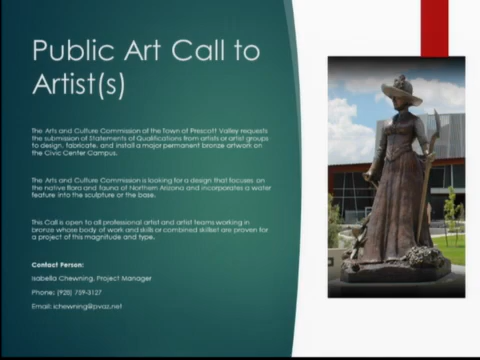 Public Art Call to
Artist(s)
The Arts and Culture Commission of the Town of Prescott Valley requests
the submission of Statements of Qualifications from artists or artist groups
to design, fabricate, and install a major permanent bronze artwork on
the Civic Center Campus.
The Arts and Culture Commission is looking for a design that focuses on
the native flora and fauna of Northern Arizona and incorporates a water
feature into the sculpture or the base.
This Call is open to all professional artist and artist teams working in
bronze whose body of work and skills or combined skillset are proven for
a project of this magnitude and type.
Contact Person:
Isabella Chewning, Project Manager
Phone: (928) 759-3127
Email: ichewning@pvaz.net